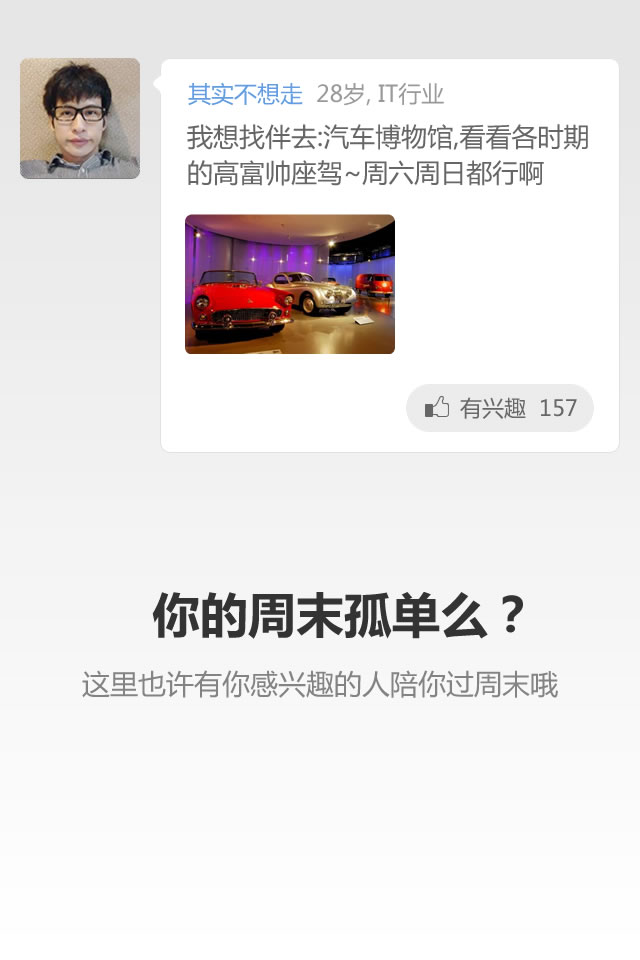 其实不想走 28岁, IT行业
我想找伴去:汽车博物馆,看看各时期
的高富帅座驾~周六周日都行啊
有兴趣 157
你的周末孤单么？
这里也许有你感兴趣的人陪你过周末哦